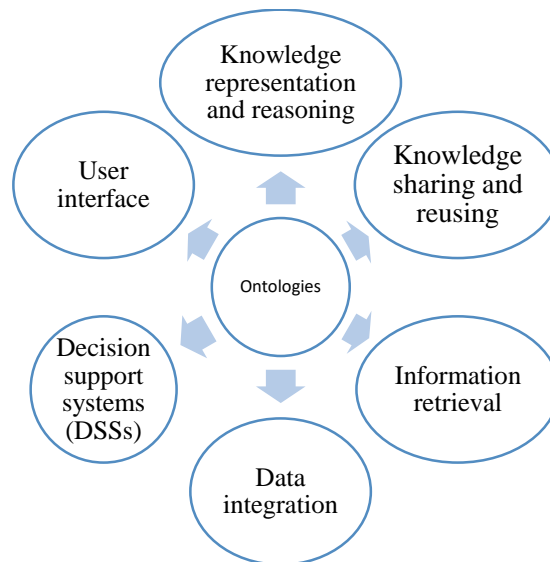 Knowledge
representation
and reasoning
User
interface
Knowledge
sharing and
reusing
Ontologies
Decision
support
systems
(DSSs)
Information
retrieval
Data
integration